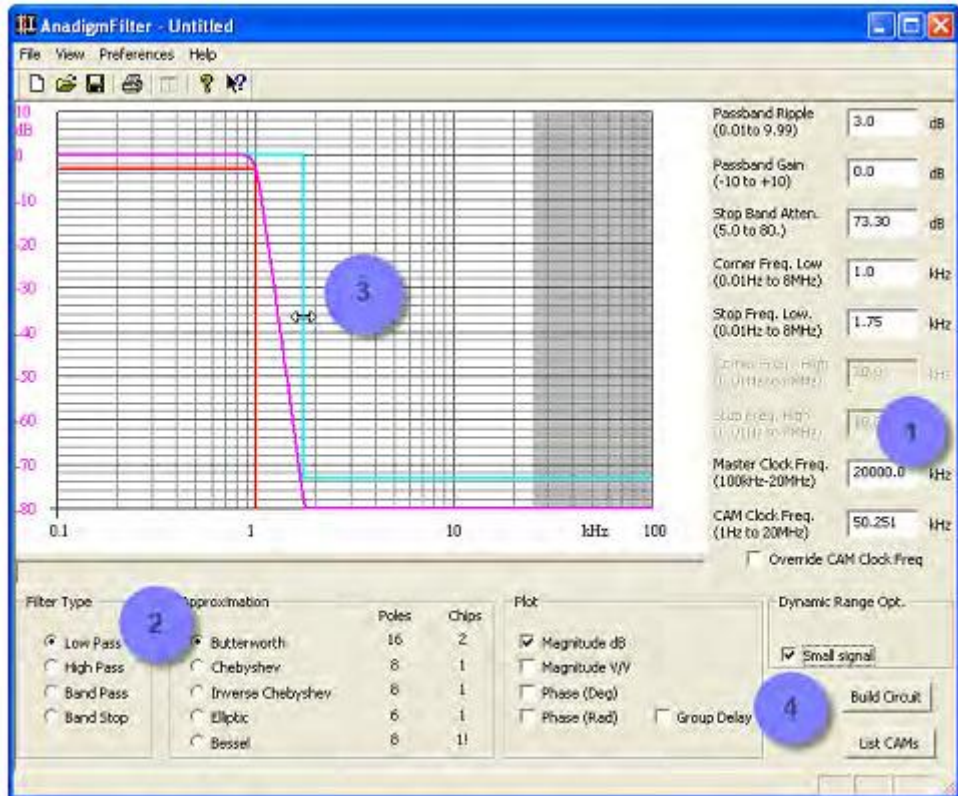 AnadigmFilter - Untitled
File View Preferences Help
10
dB
0
-10
-20
-30
-40
-50
-60
-70
-80
0.1 1 10 kHz 100
3
Passband Ripple
(0.01to 9.99) 3.0 dB
Passband Gain
(-10 to +10) 0.0 dB
Stop Band Atten.
(5.0 to 80.) 73.30 dB
Corner Freq. Low
(0.01Hz to 8MHz) 1.0 kHz
Stop Freq. Low.
(0.01Hz to 8MHz) 1.75 kHz
Corner Freq. High
kHz
Stop Freq. High
1
Master Clock Freq.
(100kHz-20MHz) 20000.0 kHz
CAM Clock Freq.
(1Hz to 20MHz) 50.251 kHz
Override CAM Clock Freq
Filter Type
Low Pass
High Pass
Band Pass
Band Stop
2
Approximation Poles Chips
Butterworth 16 2
Chebyshev 8 1
Inverse Chebyshev 8 1
Elliptic 6 1
Bessel 8 1!
Plot
Magnitude dB
Magnitude V/V
Phase (Deg)
Phase (Rad) Group Delay
Dynamic Range Opt.
Small signal
4
Build Circuit
List CAMs